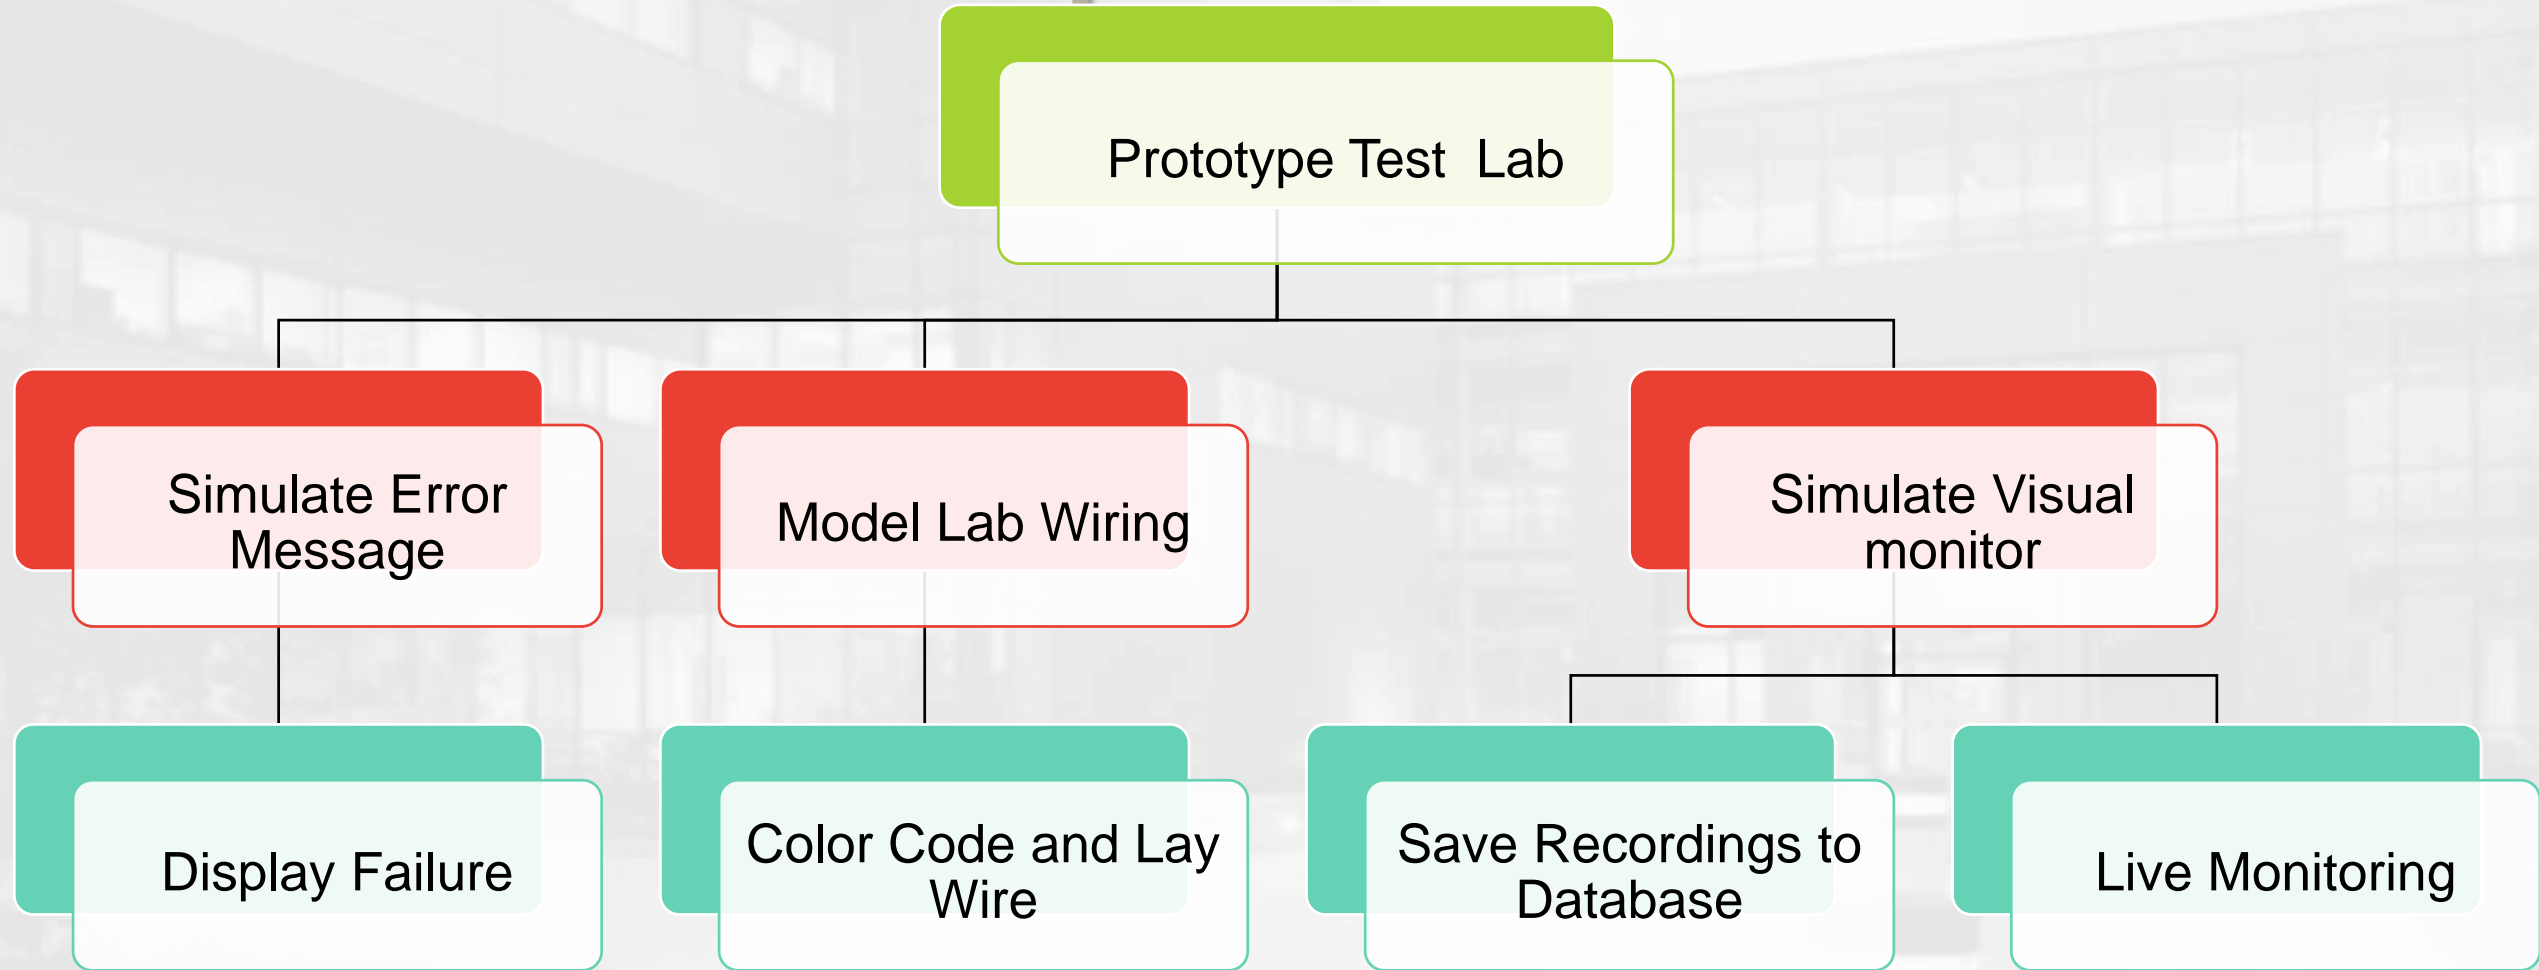 Prototype Test  Lab
Simulate Error
Message
Model Lab Wiring
Simulate Visual
monitor
Display Failure
Color Code and Lay
Wire
Save Recordings to
Database
Live Monitoring